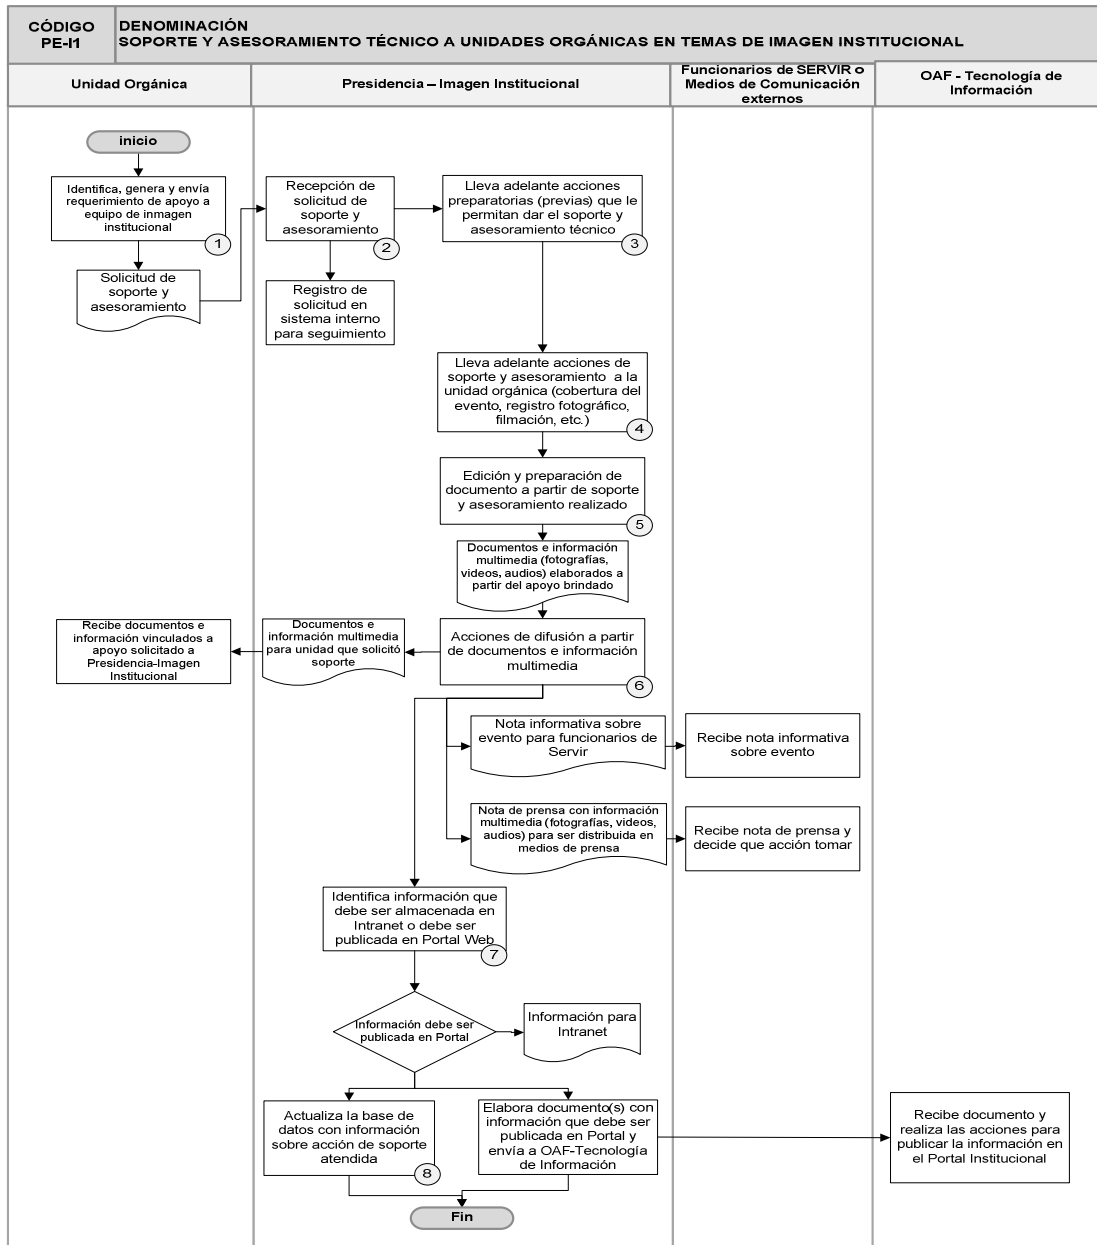 CÓDIGO
PE-I1
DENOMINACIÓN
SOPORTE Y ASESORAMIENTO TÉCNICO A UNIDADES ORGÁNICAS EN TEMAS DE IMAGEN INSTITUCIONAL
Unidad Orgánica
Presidencia – Imagen Institucional
Funcionarios de SERVIR o
Medios de Comunicación
externos
OAF - Tecnología de
Información
inicio
Identifica, genera y envía
requerimiento de apoyo a
equipo de inmagen
institucional
1
Solicitud de
soporte y
asesoramiento
Recepción de
solicitud de
soporte y
asesoramiento
2
Registro de
solicitud en
sistema interno
para seguimiento
Lleva adelante acciones
preparatorias (previas) que le
permitan dar el soporte y
asesoramiento técnico
3
Lleva adelante acciones de
soporte y asesoramiento a la
unidad orgánica (cobertura del
evento, registro fotográfico,
filmación, etc.)
4
Edición y preparación de
documento a partir de soporte
y asesoramiento realizado
5
Documentos e información
multimedia (fotografías,
videos, audios) elaborados a
partir del apoyo brindado
Acciones de difusión a partir
de documentos e información
multimedia
6
Documentos e
información multimedia
para unidad que solicitó
soporte
Recibe documentos e
información vinculados a
apoyo solicitado a
Presidencia-Imagen
Institucional
Nota informativa sobre
evento para funcionarios de
Servir
Recibe nota informativa
sobre evento
Nota de prensa con información
multimedia (fotografías, videos,
audios) para ser distribuida en
medios de prensa
Recibe nota de prensa y
decide que acción tomar
Identifica información que
debe ser almacenada en
Intranet o debe ser
publicada en Portal Web
7
Información debe ser
publicada en Portal
Información para
Intranet
Actualiza la base de
datos con información
sobre acción de soporte
atendida
8
Elabora documento(s) con
información que debe ser
publicada en Portal y
envía a OAF-Tecnología
de Información
Recibe documento y
realiza las acciones para
publicar la información en
el Portal Institucional
Fin